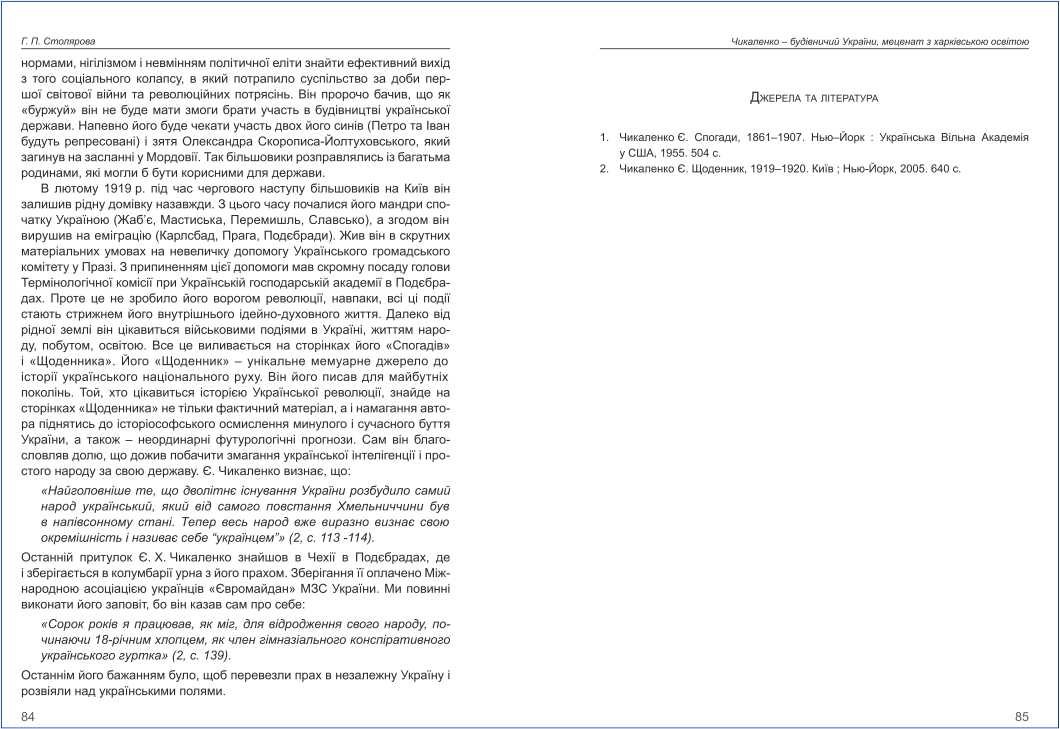 Г. П. Столярова
нормами, нігілізмом і невмінням політичної еліти знайти ефективний вихід
з того соціального колапсу, в який потрапило суспільство за доби пер-
шої світової війни та революційних потрясінь. Він пророчо бачив, що як
«буржуй» він не буде мати змоги брати участь в будівництві української
держави. Напевно його буде чекати участь двох його синів (Петро та Іван
будуть репресовані) і зятя Олександра Скорописа-Йолтуховського, який
загинув на засланні у Мордовії. Так більшовики розправлялись із багатьма
родинами, які могли б бути корисними для держави.
В лютому 1919 р. під час чергового наступу більшовиків на Київ він
залишив рідну домівку назавжди. З цього часу почалися його мандри спо-
чатку Україною (Жаб’є, Мастиська, Перемишль, Славсько), а згодом він
вирушив на еміграцію (Карлсбад, Прага, Подєбради). Жив він в скрутних
матеріальних умовах на невеличку допомогу Українського громадського
комітету у Празі. З припиненням цієї допомоги мав скромну посаду голови
Термінологічної комісії при Українській господарській академії в Подєбра-
дах. Проте це не зробило його ворогом революції, навпаки, всі ці події
стають стрижнем його внутрішнього ідейно-духовного життя. Далеко від
рідної землі він цікавиться військовими подіями в Україні, життям наро-
ду, побутом, освітою. Все це виливається на сторінках його «Спогадів»
і «Щоденника». Його «Щоденник» – унікальне мемуарне джерело до
історії українського національного руху. Він його писав для майбутніх
поколінь. Той, хто цікавиться історією Української революції, знайде на
сторінках «Щоденника» не тільки фактичний матеріал, а і намагання авто-
ра піднятись до історіософського осмислення минулого і сучасного буття
України, а також – неординарні футурологічні прогнози. Сам він благо-
словляв долю, що дожив побачити змагання української інтелігенції і про-
стого народу за свою державу. Є. Чикаленко визнає, що:
«Найголовніше те, що дволітнє існування України розбудило самий
народ український, який від самого повстання Хмельниччини був
в напівсонному стані. Тепер весь народ вже виразно визнає свою
окремішність і називає себе “українцем”» (2, с. 113 -114).
Останній притулок Є. Х. Чикаленко знайшов в Чехії в Подєбрадах, де
і зберігається в колумбарії урна з його прахом. Зберігання її оплачено Між-
народною асоціацією українців «Євромайдан» МЗС України. Ми повинні
виконати його заповіт, бо він казав сам про себе:
«Сорок років я працював, як міг, для відродження свого народу, по-
чинаючи 18-річним хлопцем, як член гімназіального конспіративного
українського гуртка» (2, с. 139).
Останнім його бажанням було, щоб перевезли прах в незалежну Україну і
розвіяли над українськими полями.
84
Чикаленко – будівничий України, меценат з харківською освітою
Джерела та література
1. Чикаленко Є. Спогади, 1861–1907. Нью–Йорк : Українська Вільна Академія
у США, 1955. 504 с.
2. Чикаленко Є. Щоденник, 1919–1920. Київ ; Нью-Йорк, 2005. 640 с.
85